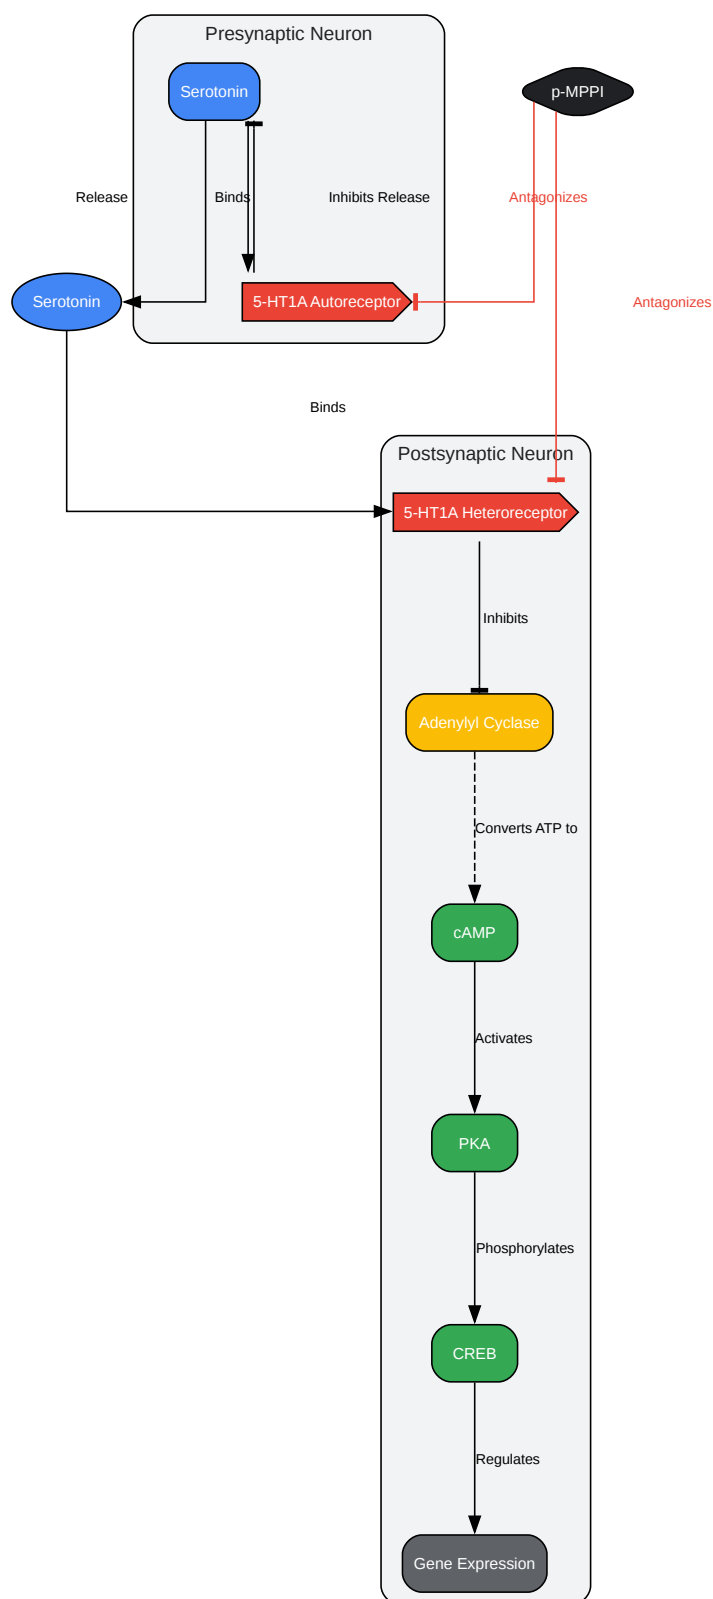 Presynaptic Neuron
Serotonin
p-MPPI
Release
Binds
Inhibits Release
Antagonizes
Serotonin
5-HT1A Autoreceptor
Antagonizes
Binds
Postsynaptic Neuron
5-HT1A Heteroreceptor
Inhibits
Adenylyl Cyclase
Converts ATP to
cAMP
Activates
PKA
Phosphorylates
CREB
Regulates
Gene Expression